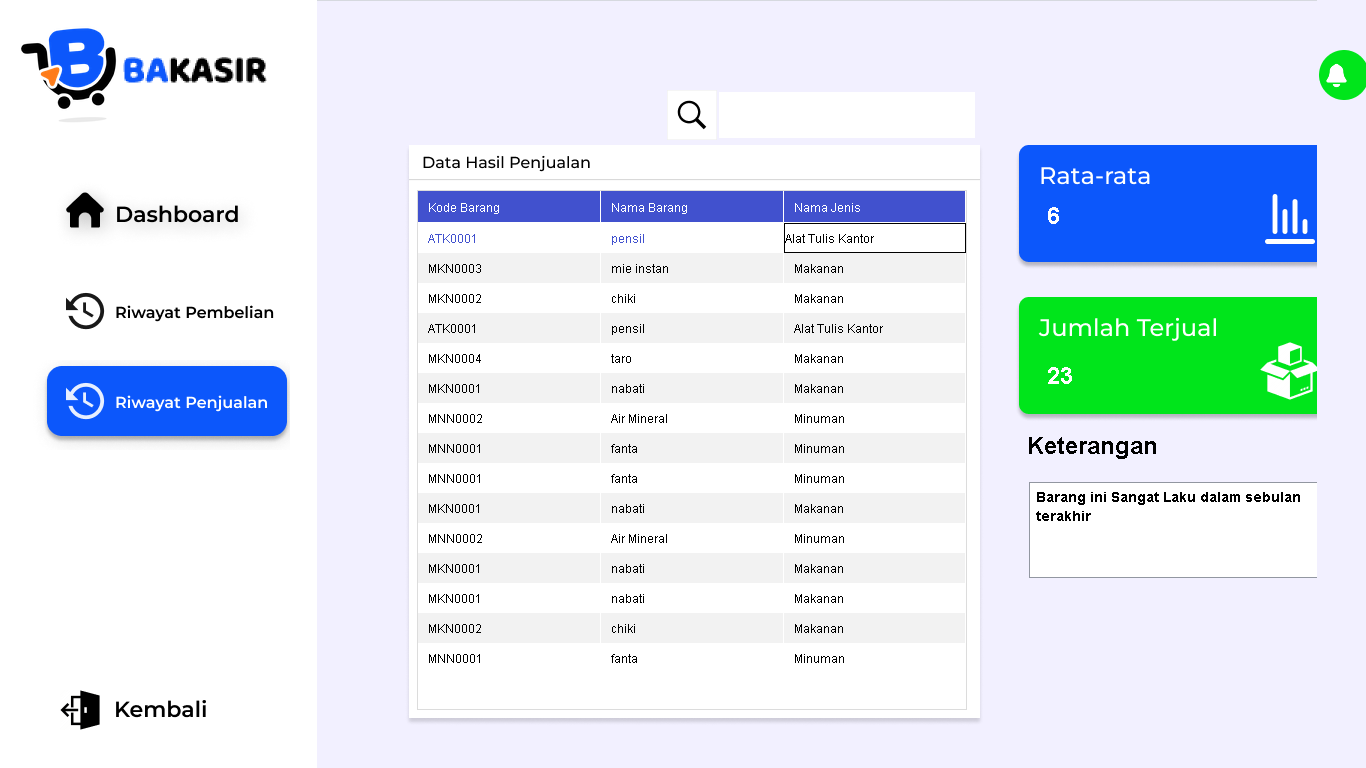 BAKASIR
Dashboard
Riwayat Pembelian
Riwayat Penjualan
Kembali
Data Hasil Penjualan
Kode Barang Nama Barang Nama Jenis
ATK0001 pensil Alat Tulis Kantor
MKN0003 mie instan Makanan
MKN0002 chiki Makanan
ATK0001 pensil Alat Tulis Kantor
MKN0004 taro Makanan
MKN0001 nabati Makanan
MNN0002 Air Mineral Minuman
MNN0001 fanta Minuman
MNN0001 fanta Minuman
MKN0001 nabati Makanan
MNN0002 Air Mineral Minuman
MKN0001 nabati Makanan
MKN0001 nabati Makanan
MKN0002 chiki Makanan
MNN0001 fanta Minuman
Rata-rata
6
Jumlah Terjual
23
Keterangan
Barang ini Sangat Laku dalam sebulan
terakhir